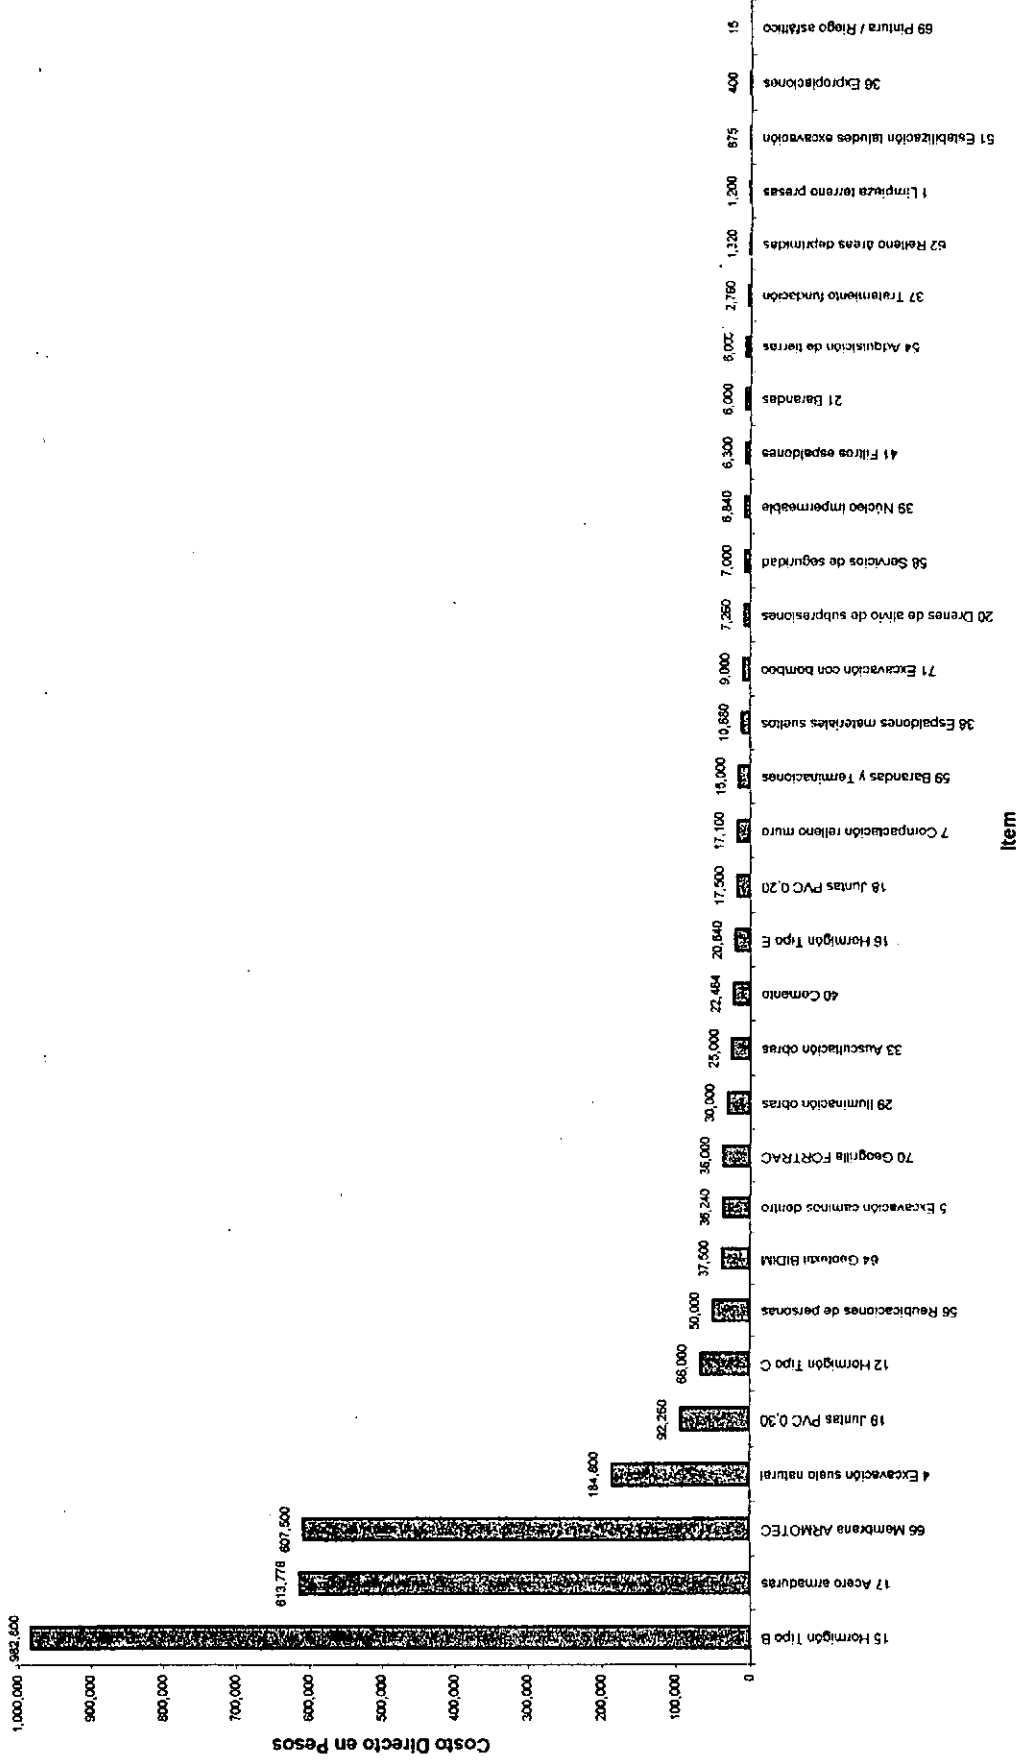 Costo Directo en Pesos
1,000,000
900,000
800,000
700,000
600,000
500,000
400,000
300,000
200,000
100,000
0
982,800
613,778
607,500
184,800
92,250
66,000
50,000
37,500
36,240
36,000
30,000
25,000
22,484
20,640
17,500
17,100
15,000
10,680
9,000
7,260
7,000
6,840
6,300
6,000
6,000
2,760
1,320
1,200
875
400
15
15 Hormigón Tipo B
17 Acero armaduras
66 Membrana ARMOTEC
4 Excavación suelo natural
19 Juntas PVC 0,30
12 Hormigón Tipo C
56 Reubicaciones de personas
64 Geotextil BIDIM
5 Excavación caminos dentro
70 Geogrilla FORTRAC
29 Iluminación obras
33 Auscultación obras
40 Cemento
16 Hormigón Tipo E
18 Juntas PVC 0,20
7 Compactación relleno muro
59 Barandas y Terminaciones
38 Espaldones materiales sueltos
71 Excavación con bombeo
20 Drenes de alivio de subpresiones
58 Servicios de seguridad
39 Núcleo impermeable
41 Filtros espaldones
21 Barandas
54 Adquisición de tierras
37 Tratamiento fundación
62 Relleno áreas deprimidas
1 Limpieza terreno presas
51 Estabilización taludes excavación
36 Expropiaciones
69 Pintura / Riego asfáltico
Item